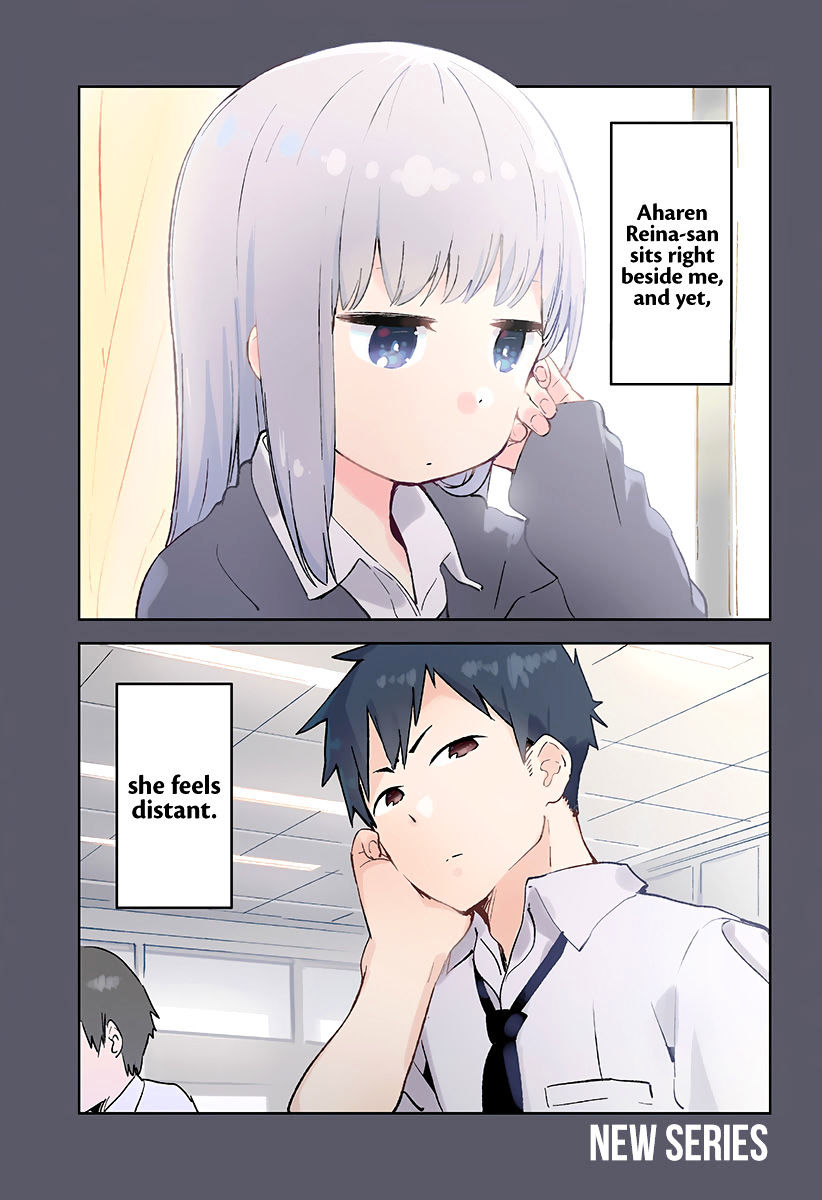 Aharen
Reina-san
sits right
beside me,
and yet,
she feels
distant.
NEW SERIES